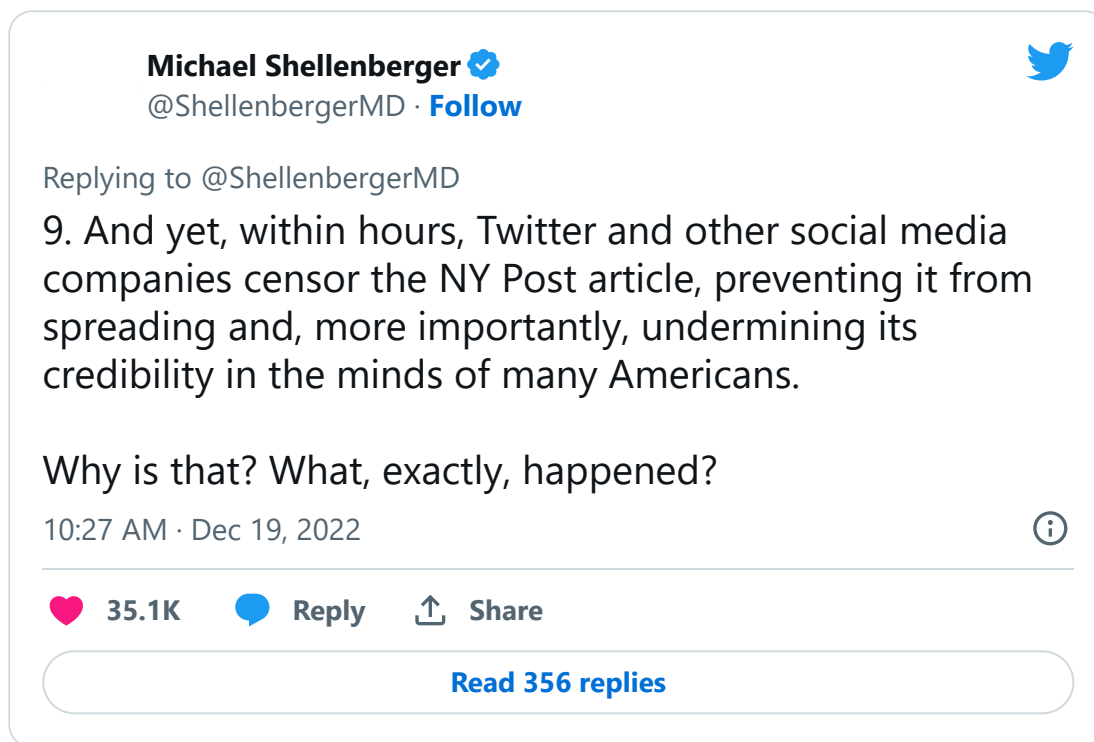 Michael Shellenberger
@ShellenbergerMD · Follow
Replying to @ShellenbergerMD
9. And yet, within hours, Twitter and other social media
companies censor the NY Post article, preventing it from
spreading and, more importantly, undermining its
credibility in the minds of many Americans.
Why is that? What, exactly, happened?
10:27 AM · Dec 19, 2022
35.1K Reply Share
Read 356 replies